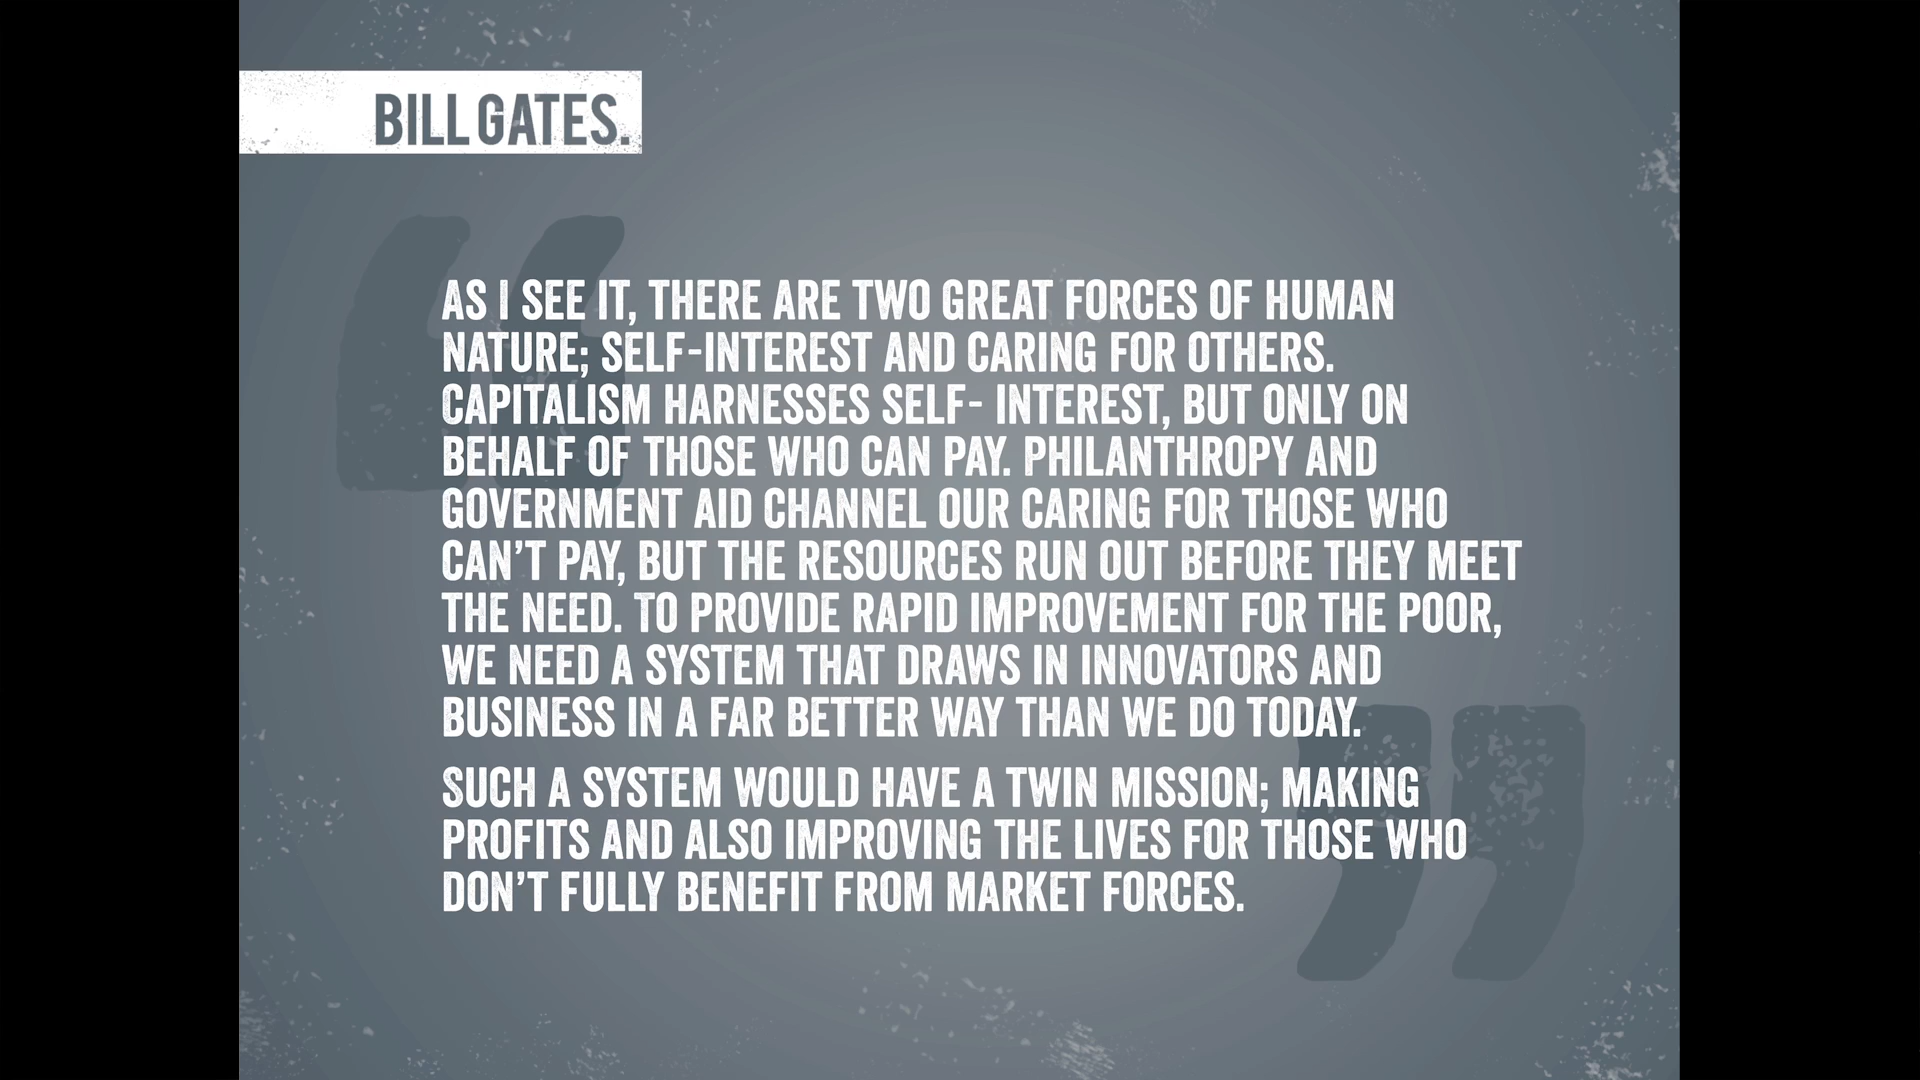 BILL GATES.
AS I SEE IT, THERE ARE TWO GREAT FORCES OF HUMAN
NATURE; SELF-INTEREST AND CARING FOR OTHERS.
CAPITALISM HARNESSES SELF- INTEREST, BUT ONLY ON
BEHALF OF THOSE WHO CAN PAY. PHILANTHROPY AND
GOVERNMENT AID CHANNEL OUR CARING FOR THOSE WHO
CAN’T PAY, BUT THE RESOURCES RUN OUT BEFORE THEY MEET
THE NEED. TO PROVIDE RAPID IMPROVEMENT FOR THE POOR,
WE NEED A SYSTEM THAT DRAWS IN INNOVATORS AND
BUSINESS IN A FAR BETTER WAY THAN WE DO TODAY.
SUCH A SYSTEM WOULD HAVE A TWIN MISSION; MAKING
PROFITS AND ALSO IMPROVING THE LIVES FOR THOSE WHO
DON’T FULLY BENEFIT FROM MARKET FORCES.